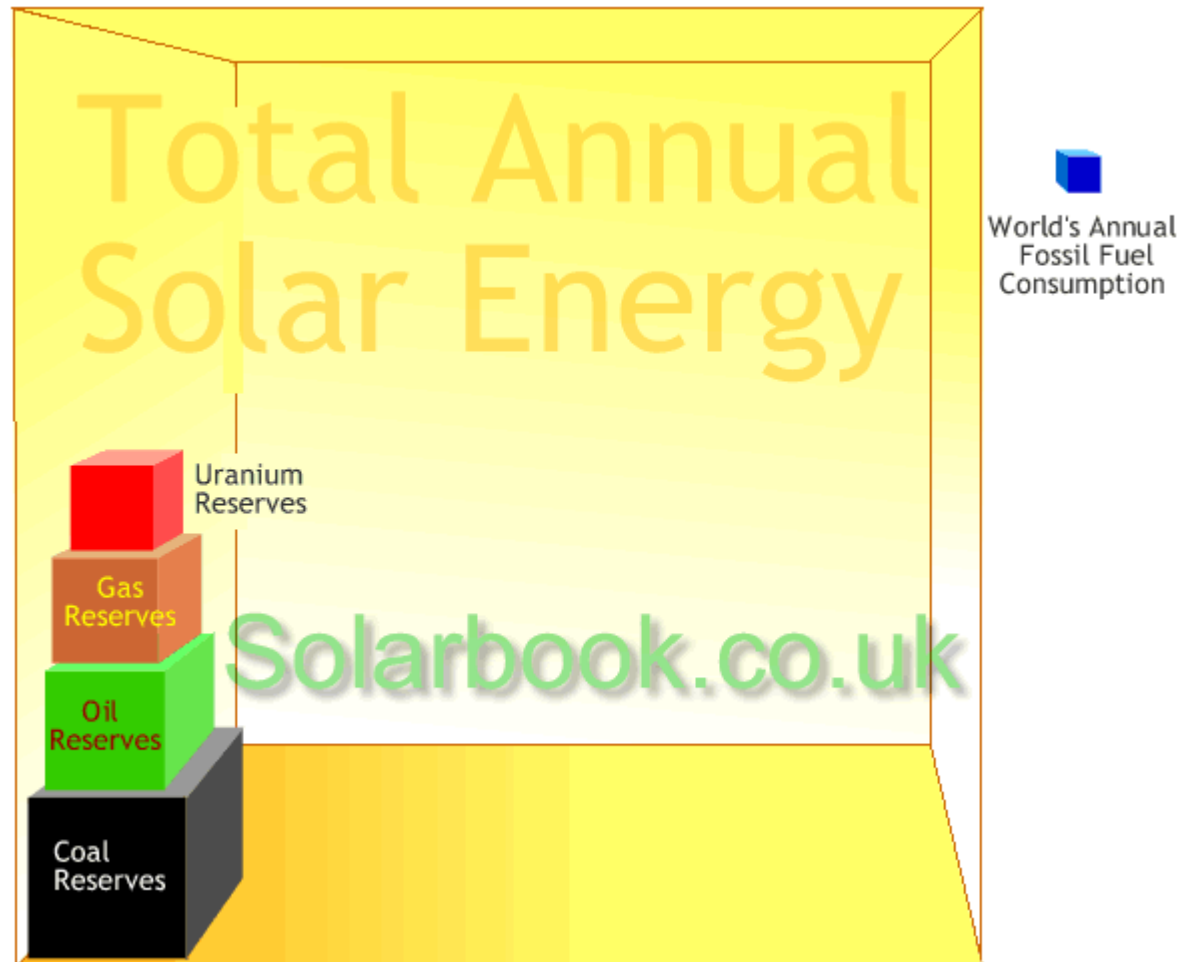 Total Annual
Solar Energy
World's Annual
Fossil Fuel
Consumption
Uranium
Reserves
Gas
Reserves
Solarbook.co.uk
Oil
Reserves
Coal
Reserves